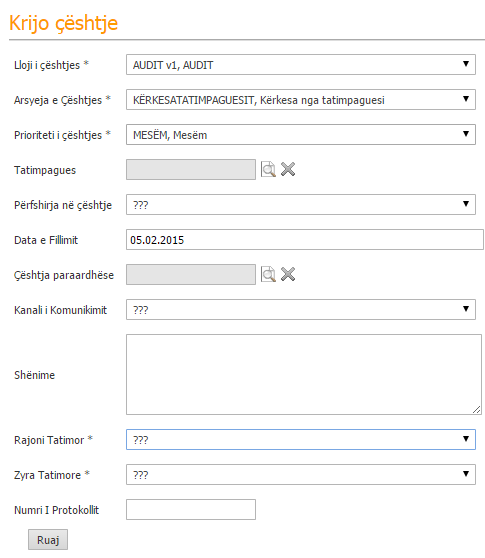 Krijo çështje
Lloji i çështjes * AUDIT v1, AUDIT
Arsyeja e Çështjes * KËRKESATATIMPAGUESIT, Kërkesa nga tatimpaguesi
Prioriteti i çështjes * MESËM, Mesëm
Tatimpagues
Përfshirja në çështje ???
Data e Fillimit 05.02.2015
Çështja paraardhëse
Kanali i Komunikimit ???
Shënime
Rajoni Tatimor * ???
Zyra Tatimore * ???
Numri I Protokollit
Ruaj